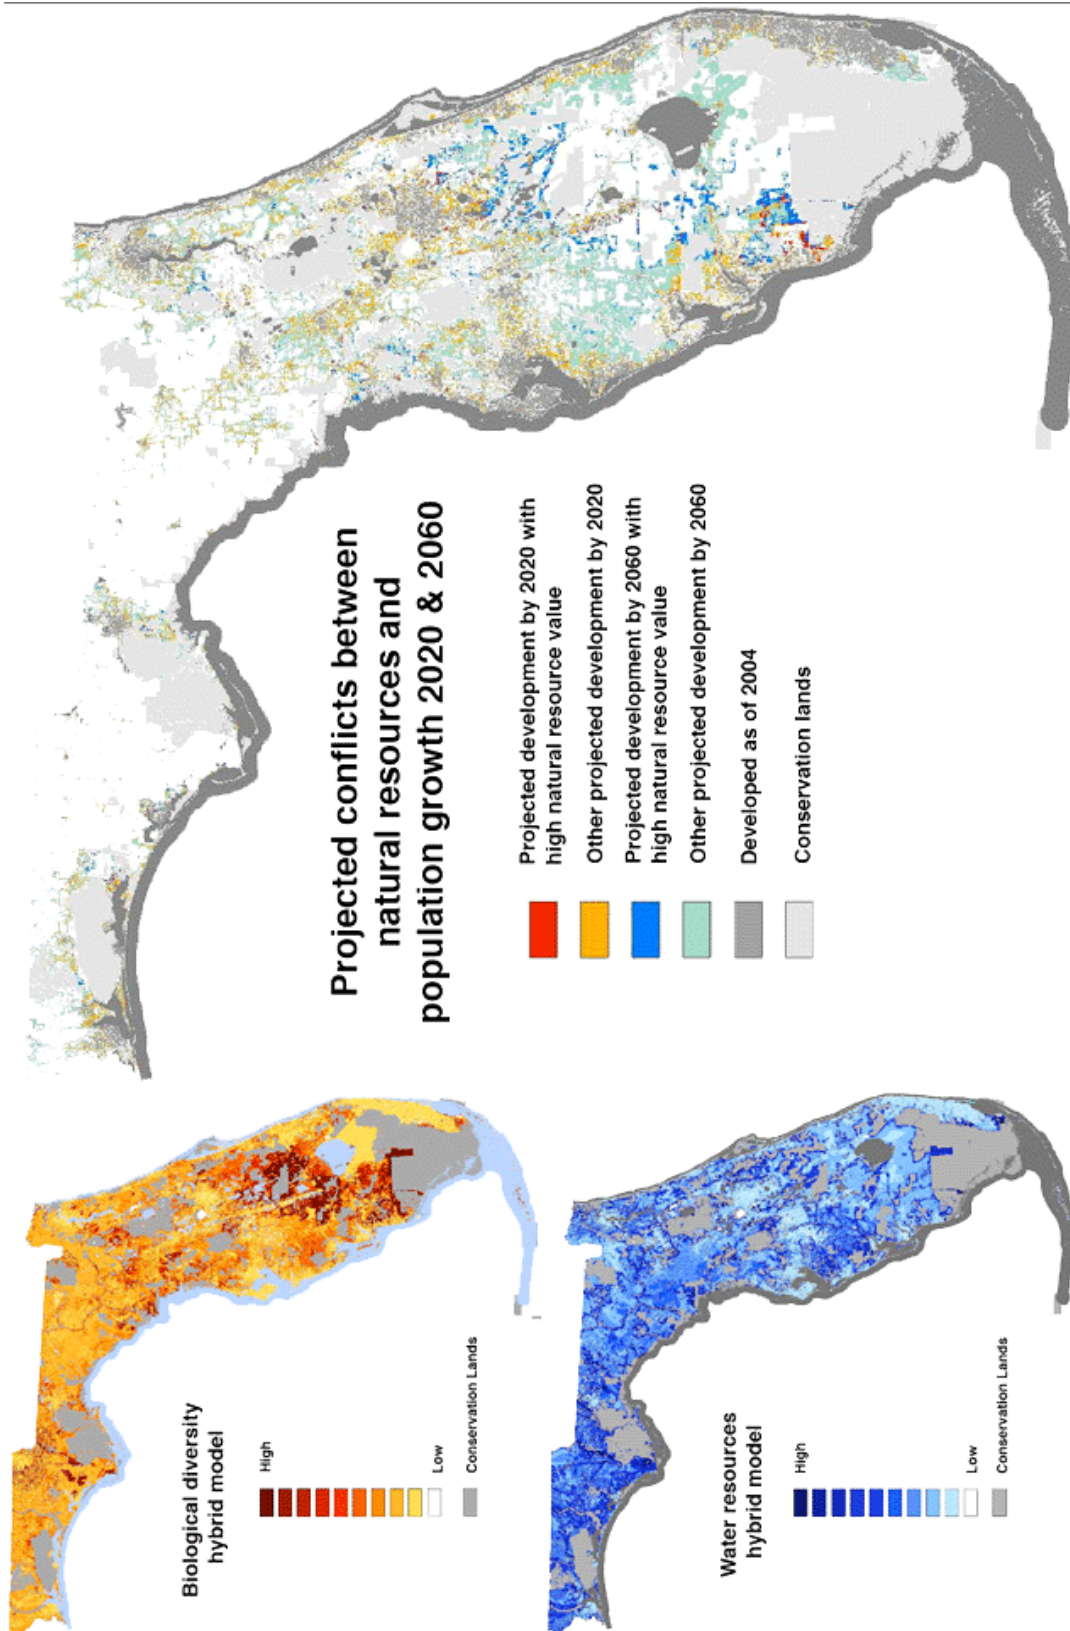 Projected conflicts between
natural resources and
population growth 2020 & 2060
Projected development by 2020 with
high natural resource value
Other projected development by 2020
Projected development by 2060 with
high natural resource value
Other projected development by 2060
Developed as of 2004
Conservation lands
Biological diversity
hybrid model
High
Low
Conservation Lands
Water resources
hybrid model
High
Low
Conservation Lands